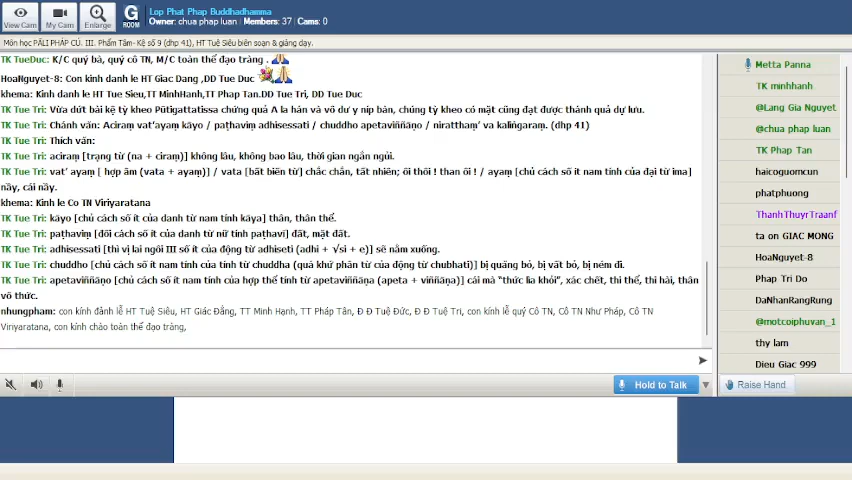 Lop Phat Phap Buddhadhamma
Owner: chua phap luan | Members: 37 | Cams: 0
View Cam
My Cam
Enlarge
G
ROOM
Môn học PĀLI PHÁP CÚ. III. Phẩm Tâm- Kệ số 9 (dhp 41), HT Tuệ Siêu biên soạn & giảng dạy.
TK TueDuc: K/C quý bà, quý cô TN, M/C toàn thể đạo tràng .
HoaNguyet-8: Con kinh danh le HT Giac Dang ,DD Tue Duc
khema: Kinh danh le HT Tue Sieu,TT MinhHạnh,TT Phap Tan.DD Tue Tri, DD Tue Duc
TK Tue Tri: Vừa dứt bài kệ tỳ kheo Pūtigattatissa chứng quả A la hán và vô dư y níp bàn, chúng tỳ kheo có mặt cũng đạt được thánh quả dự lưu.
TK Tue Tri: Chánh văn: Aciraṃ vat'ayaṃ kāyo / paṭhaviṃ adhisessati / chuddho apetaviññāṇo / niratthaṃ' va kaliṅgaraṃ. (dhp 41)
TK Tue Tri: Thích văn:
TK Tue Tri: aciraṃ [trạng từ (na + ciraṃ)] không lâu, không bao lâu, thời gian ngắn ngủi.
TK Tue Tri: vat' ayaṃ [ hợp âm (vata + ayaṃ)] / vata [bất biến từ] chắc chắn, tất nhiên; ôi thôi ! than ôi ! / ayaṃ [chủ cách số ít nam tính của đại từ ima]
nầy, cái nầy.
khema: Kinh le Co TN Viriyaratana
TK Tue Tri: kāyo [chủ cách số ít của danh từ nam tính kāya] thân, thân thể.
TK Tue Tri: paṭhaviṃ [đối cách số ít của danh từ nữ tính paṭhavī] đất, mặt đất.
TK Tue Tri: adhisessati [thì vị lai ngôi III số ít của động từ adhiseti (adhi + √si + e)] sẽ nằm xuống.
TK Tue Tri: chuddho [chủ cách số ít nam tính của tính từ chuddha (quá khứ phân từ của động từ chubhati)] bị quăng bỏ, bị vất bỏ, bị ném đi.
TK Tue Tri: apetaviññāṇo [chủ cách số ít nam tính của hợp thể tính từ apetaviññāṇa (apeta + viññāṇa)] cái mà "thức lìa khỏi", xác chết, thi thể, thi hài, thân
vô thức.
nhungpham: con kính đảnh lễ HT Tuệ Siêu, HT Giác Đẳng, TT Minh Hạnh, TT Pháp Tân, Đ Đ Tuệ Đức, Đ Đ Tuệ Tri, con kính lễ quý Cô TN, Cô TN Như Pháp, Cô TN
Viriyaratana, con kính chào toàn thể đạo tràng,
Hold to Talk
Metta Panna
TK minhhanh
@Lang Gia Nguyet
@chua phap luan
TK Phap Tan
haicoguomcun
phatphuong
ThanhThuyrTraanf
ta on GIAC MONG
HoaNguyet-8
Phap Tri Do
DaNhanRangRung
@motcoiphuvan_1
thy lam
Dieu Giac 999
Raise Hand